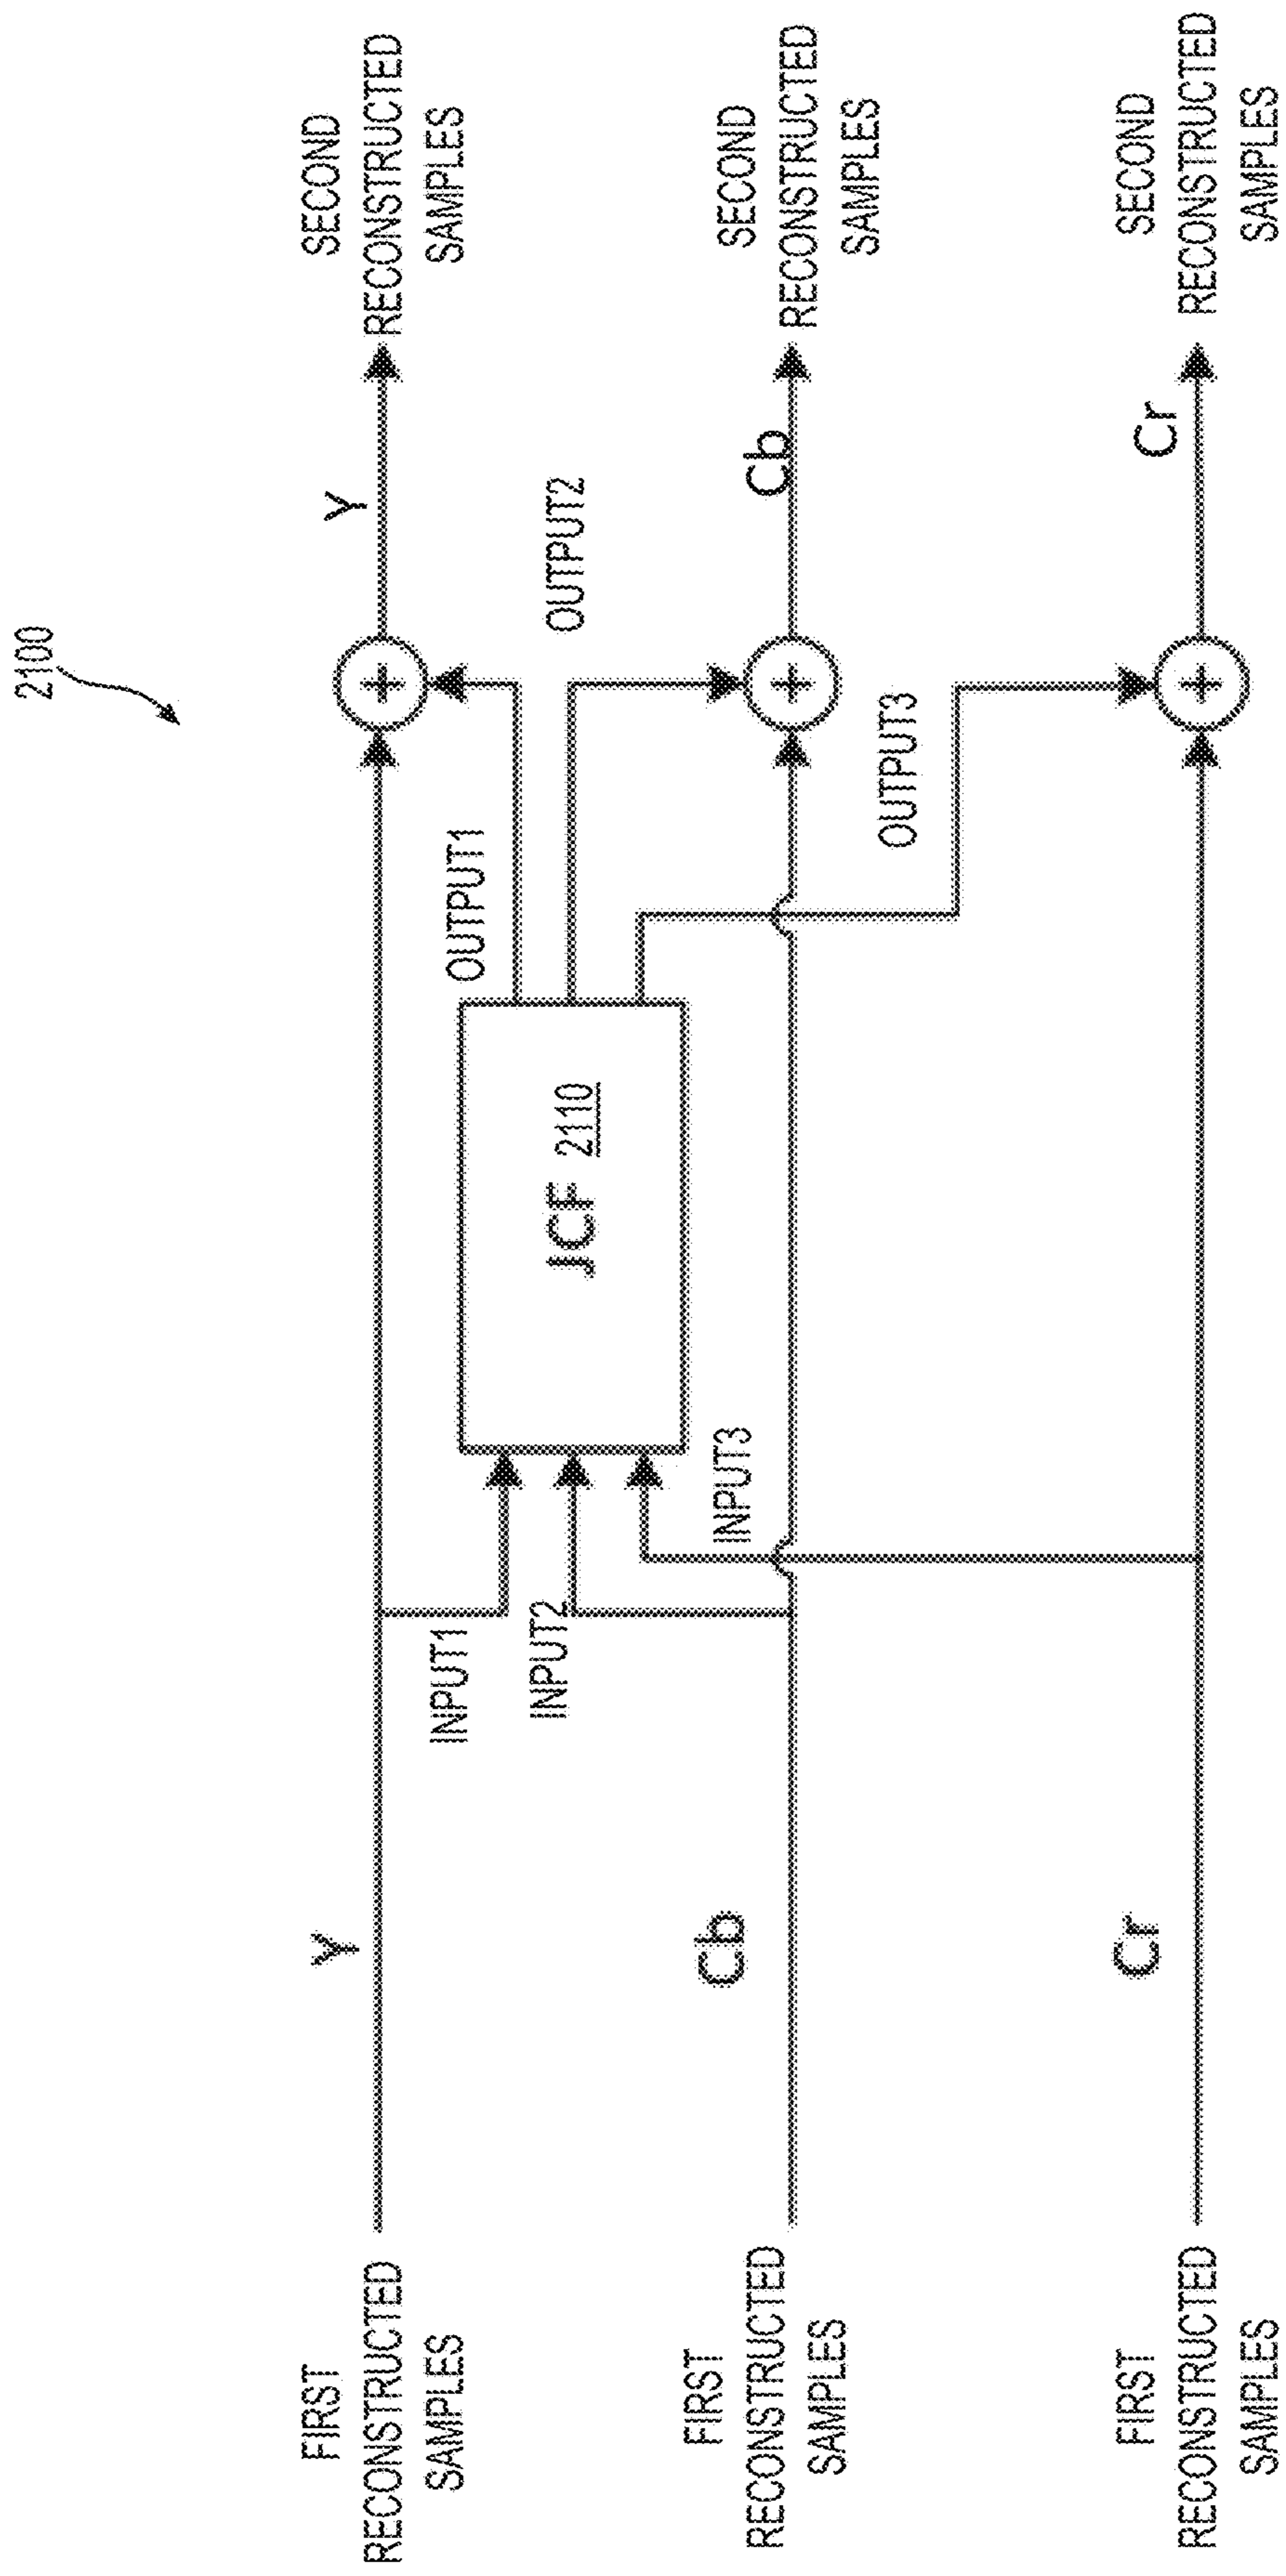 2100
FIRST
RECONSTRUCTED
SAMPLES
Y
INPUT1
OUTPUT1
Y
SECOND
RECONSTRUCTED
SAMPLES
INPUT2
JCF 2110
OUTPUT2
FIRST
RECONSTRUCTED
SAMPLES
Cb
INPUT3
Cb
SECOND
RECONSTRUCTED
SAMPLES
OUTPUT3
FIRST
RECONSTRUCTED
SAMPLES
Cr
Cr
SECOND
RECONSTRUCTED
SAMPLES